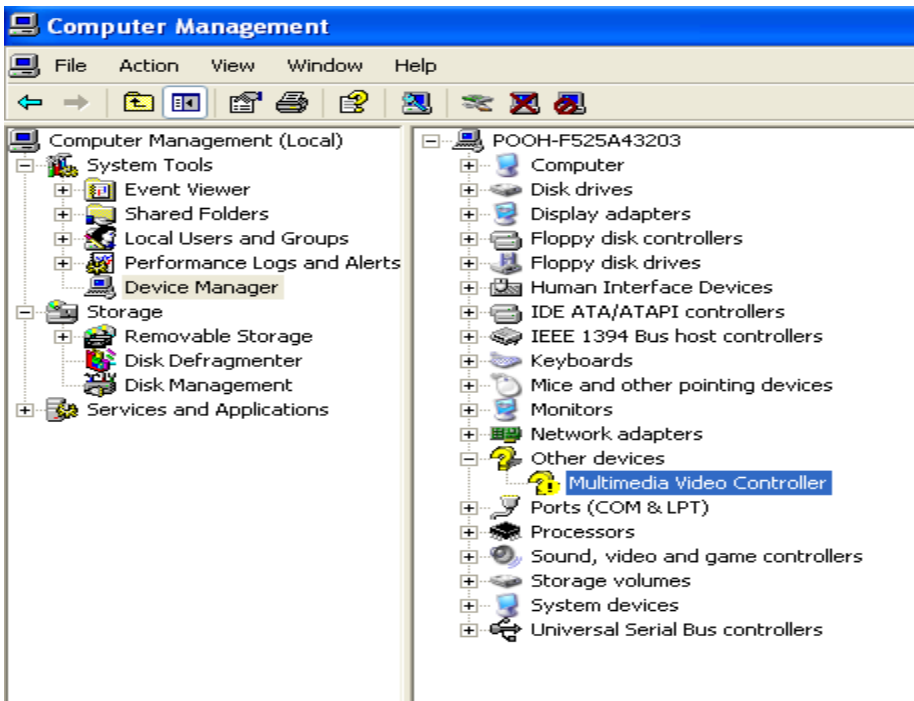 Computer Management
File Action View Window Help
Computer Management (Local)
System Tools
Event Viewer
Shared Folders
Local Users and Groups
Performance Logs and Alerts
Device Manager
Storage
Removable Storage
Disk Defragmenter
Disk Management
Services and Applications
POOH-F525A43203
Computer
Disk drives
Display adapters
Floppy disk controllers
Floppy disk drives
Human Interface Devices
IDE ATA/ATAPI controllers
IEEE 1394 Bus host controllers
Keyboards
Mice and other pointing devices
Monitors
Network adapters
Other devices
Multimedia Video Controller
Ports (COM & LPT)
Processors
Sound, video and game controllers
Storage volumes
System devices
Universal Serial Bus controllers